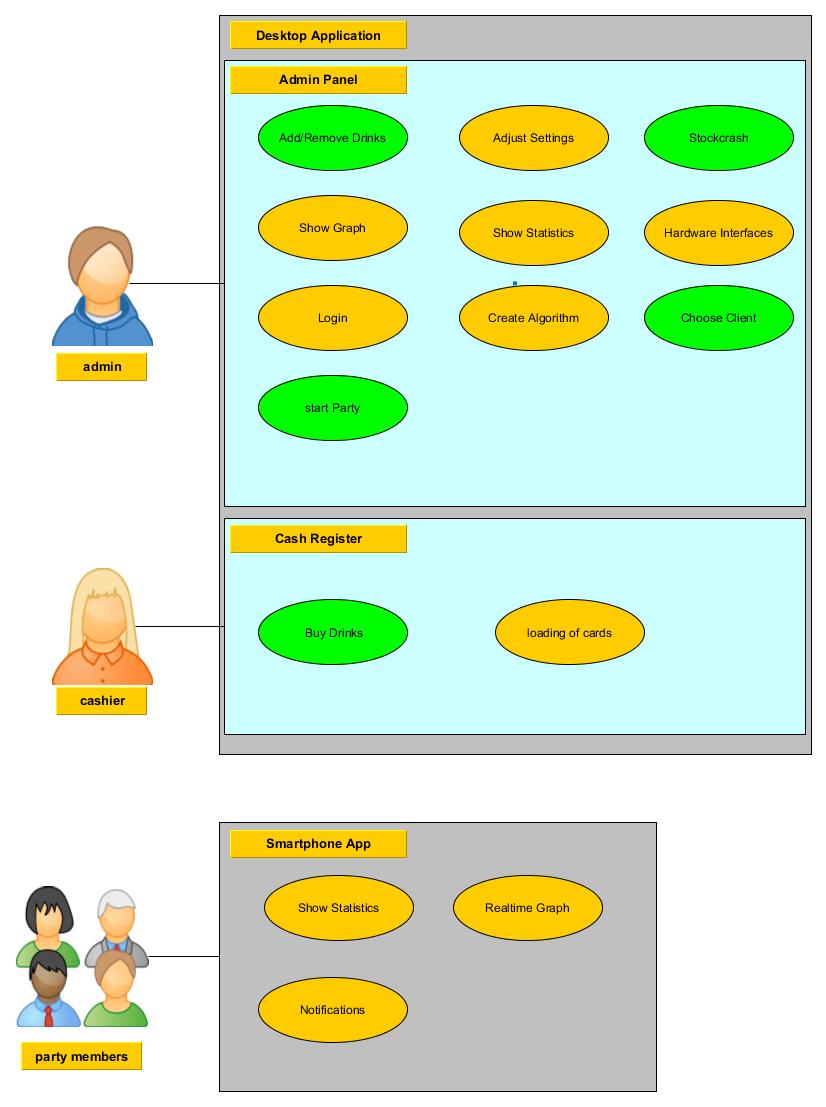 Desktop Application
Admin Panel
Add/Remove Drinks
Adjust Settings
Stockcrash
Show Graph
Show Statistics
Hardware Interfaces
Login
Create Algorithm
Choose Client
admin
start Party
Cash Register
Buy Drinks
loading of cards
cashier
Smartphone App
Show Statistics
Realtime Graph
Notifications
party members